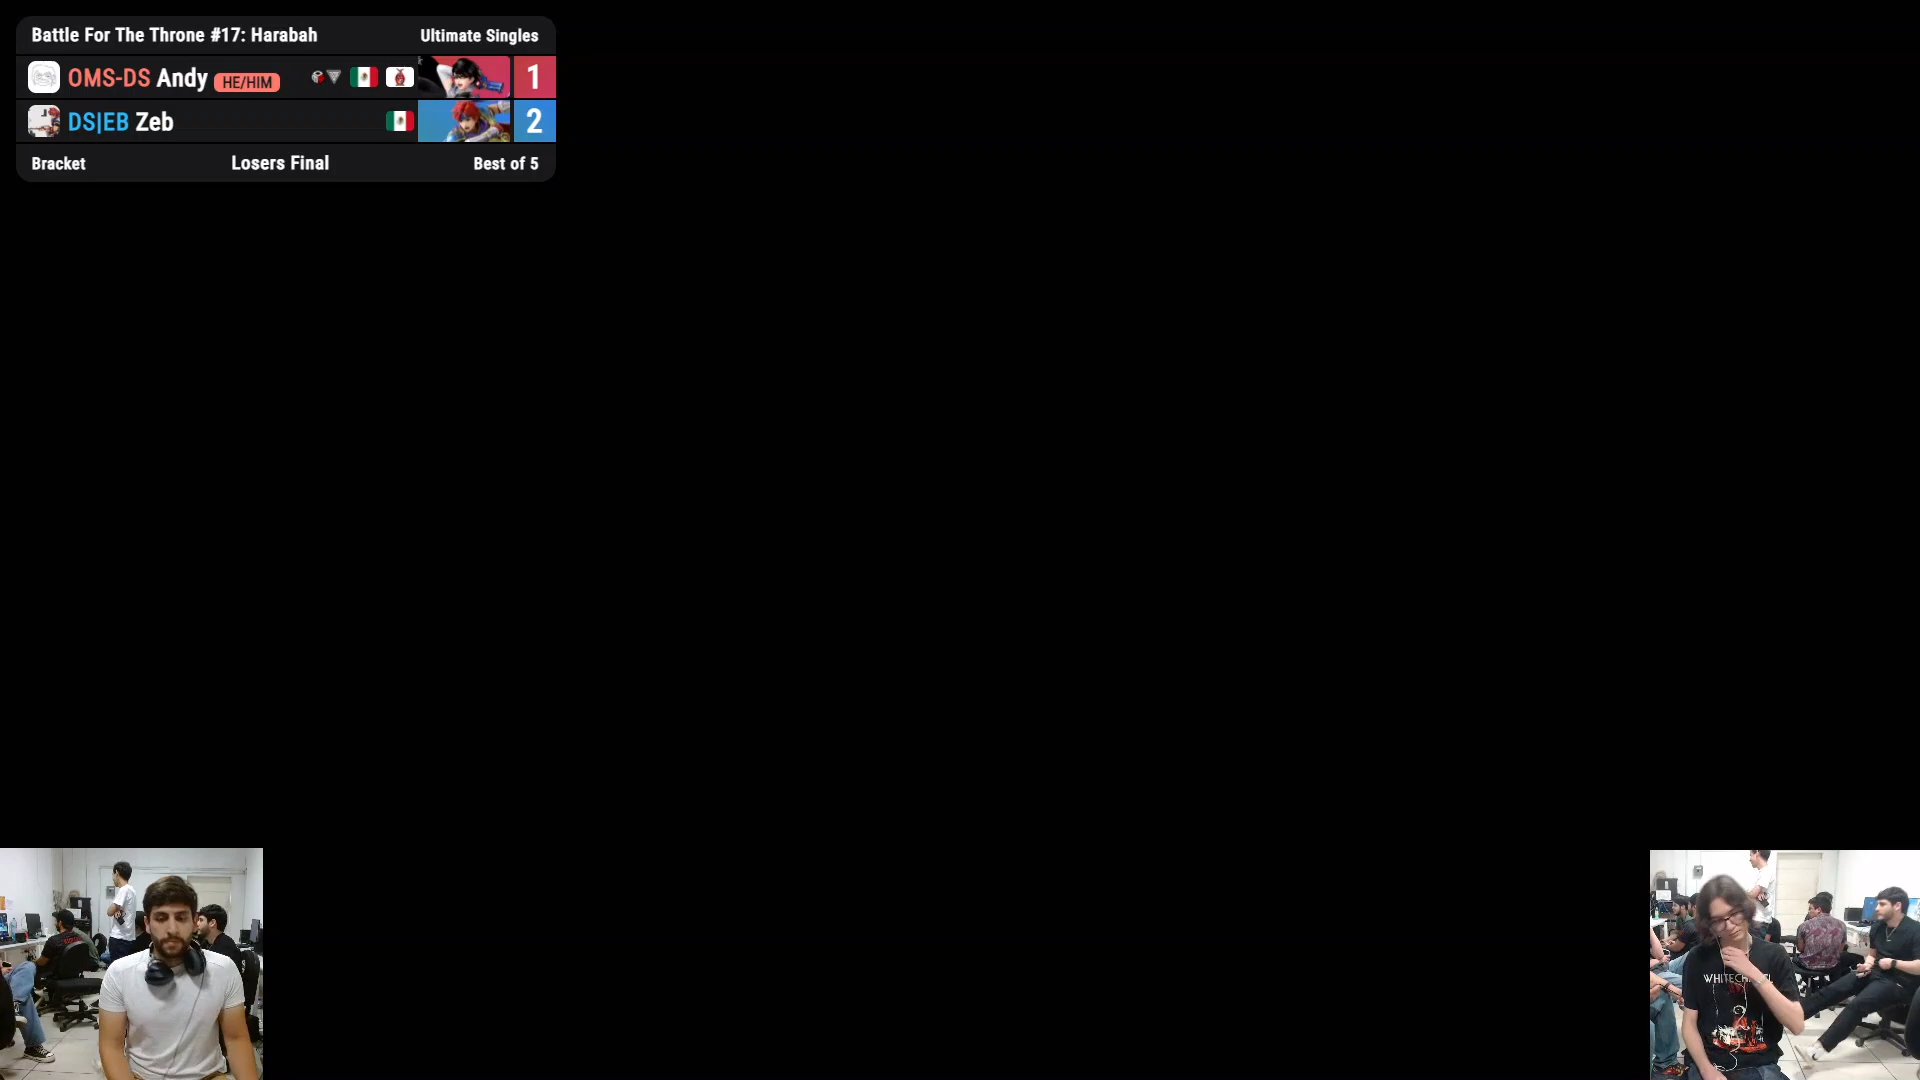 Battle For The Throne #17: Harabah Ultimate Singles
OMS-DS Andy HE/HIM 1
DS|EB Zeb 2
Bracket Losers Final Best of 5